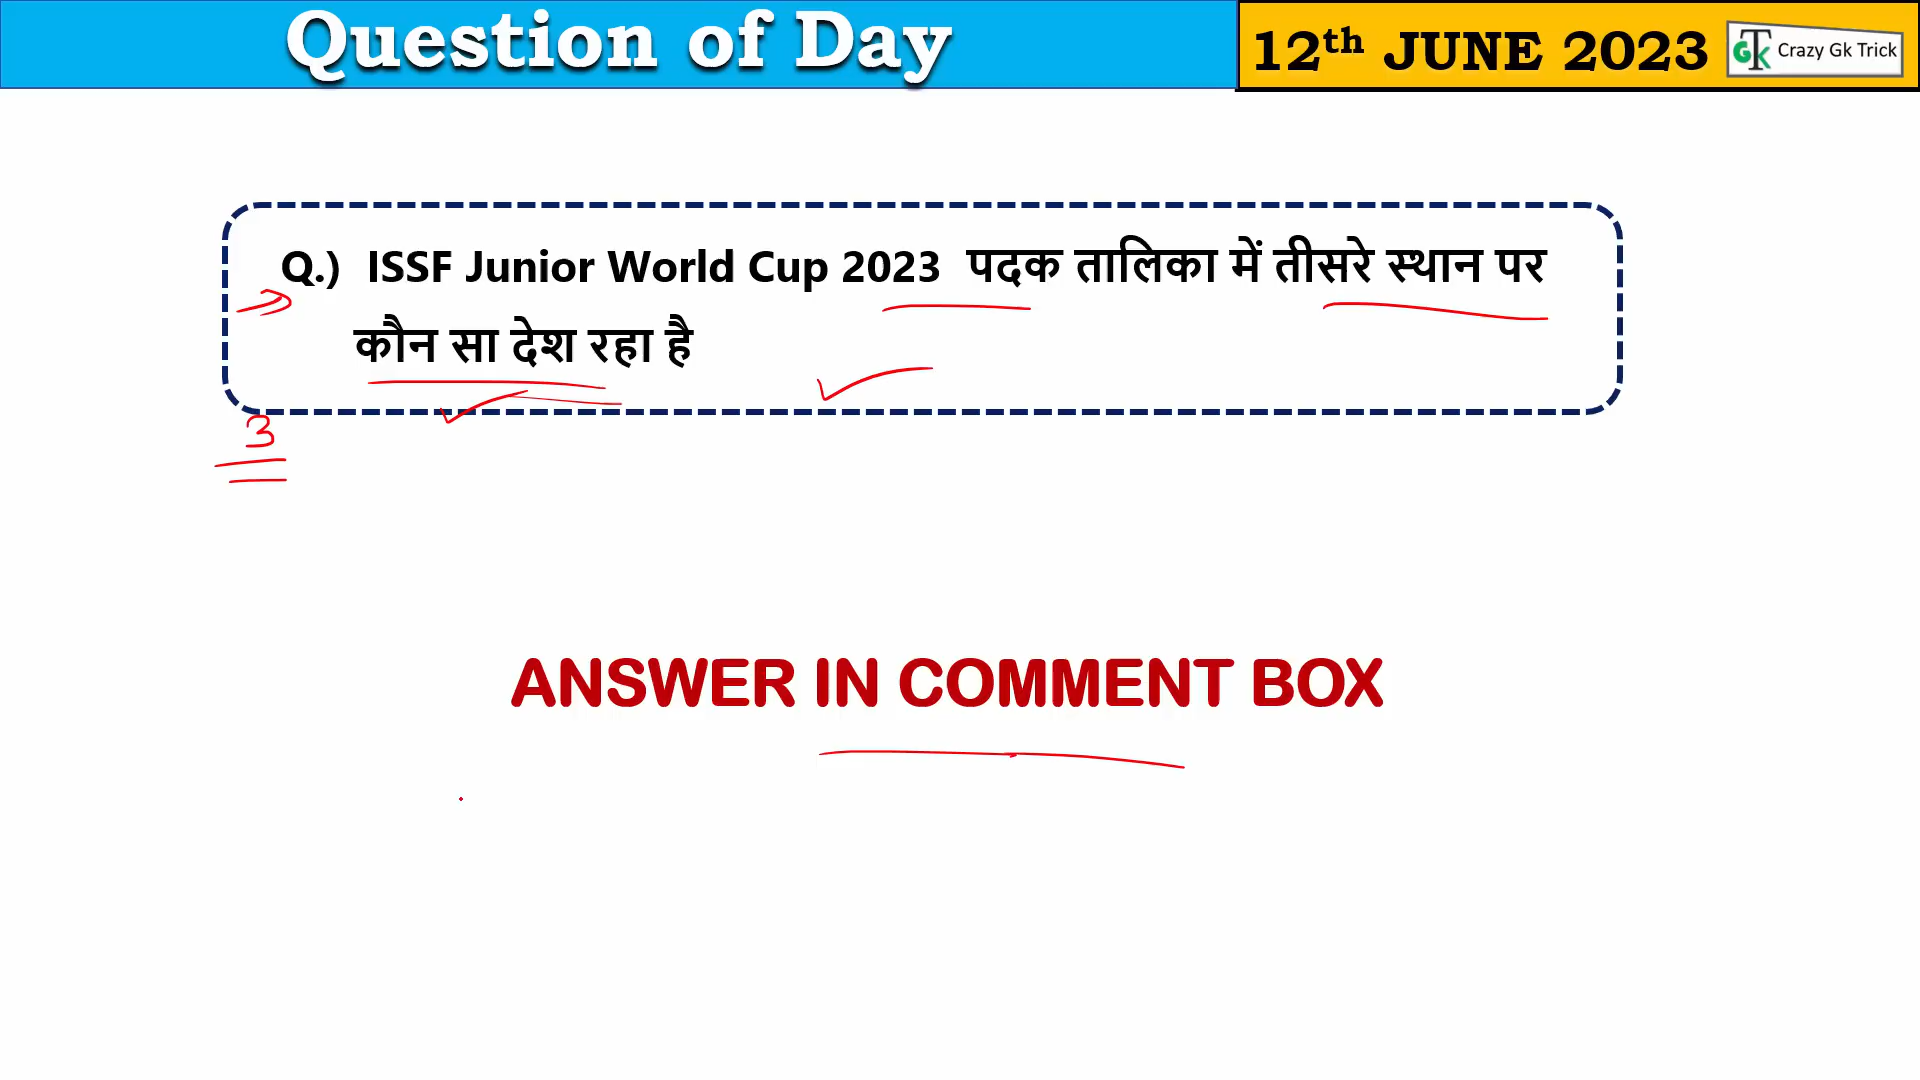 Question of Day
12th JUNE 2023
GTK Crazy Gk Trick
Q.) ISSF Junior World Cup 2023 पदक तालिका में तीसरे स्थान पर
कौन सा देश रहा है
3
ANSWER IN COMMENT BOX